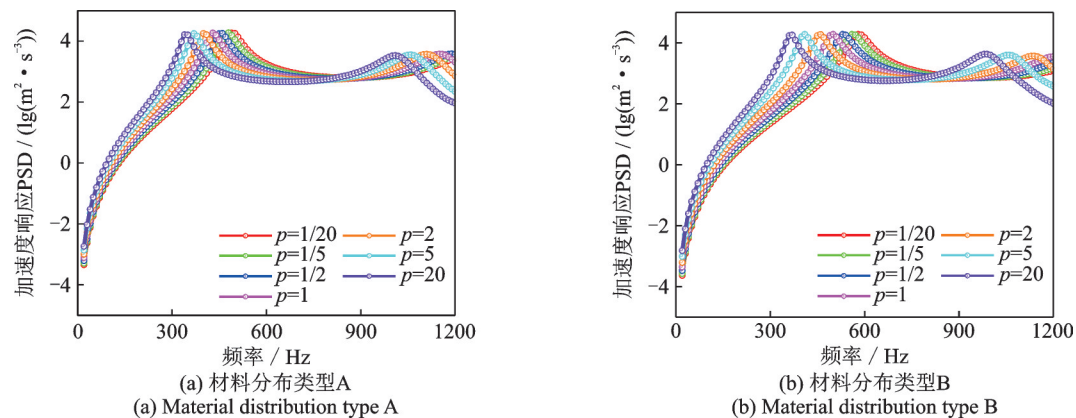 加速度响应PSD / (lg(m²・s⁻³))
4
2
0
−2
−4
p=1/20
p=2
p=1/5
p=5
p=1/2
p=20
p=1
0 300 600 900 1200
频率 / Hz
(a) 材料分布类型A
(a) Material distribution type A
加速度响应PSD / (lg(m²・s⁻³))
4
2
0
−2
−4
p=1/20
p=2
p=1/5
p=5
p=1/2
p=20
p=1
0 300 600 900 1200
频率 / Hz
(b) 材料分布类型B
(b) Material distribution type B